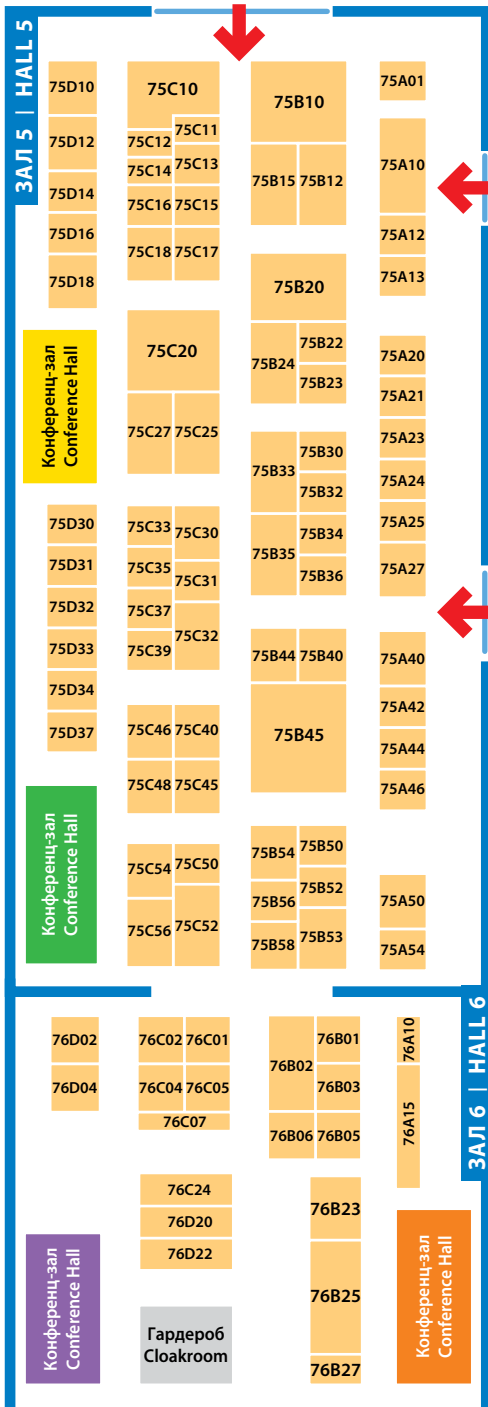 ЗАЛ 5 | HALL 5
75D10
75D12
75D14
75D16
75D18
Конференц-зал
Conference Hall
75D30
75D31
75D32
75D33
75D34
75D37
Конференц-зал
Conference Hall
75C10
75C11
75C12
75C13
75C14
75C16
75C15
75C18
75C17
75C20
75C27
75C25
75C33
75C30
75C35
75C31
75C37
75C32
75C39
75C46
75C40
75C48
75C45
75C54
75C50
75C56
75C52
75B10
75B15
75B12
75B20
75B24
75B22
75B23
75B33
75B30
75B32
75B35
75B34
75B36
75B44
75B40
75B45
75B54
75B50
75B56
75B52
75B58
75B53
75A01
75A10
75A12
75A13
75A20
75A21
75A23
75A24
75A25
75A27
75A40
75A42
75A44
75A46
75A50
75A54
ЗАЛ 6 | HALL 6
76D02
76D04
76C02
76C01
76C04
76C05
76C07
76C24
76D20
76D22
76B02
76B01
76B03
76B06
76B05
76B23
76B25
76B27
76A10
76A15
Конференц-зал
Conference Hall
Гардероб
Cloakroom
Конференц-зал
Conference Hall